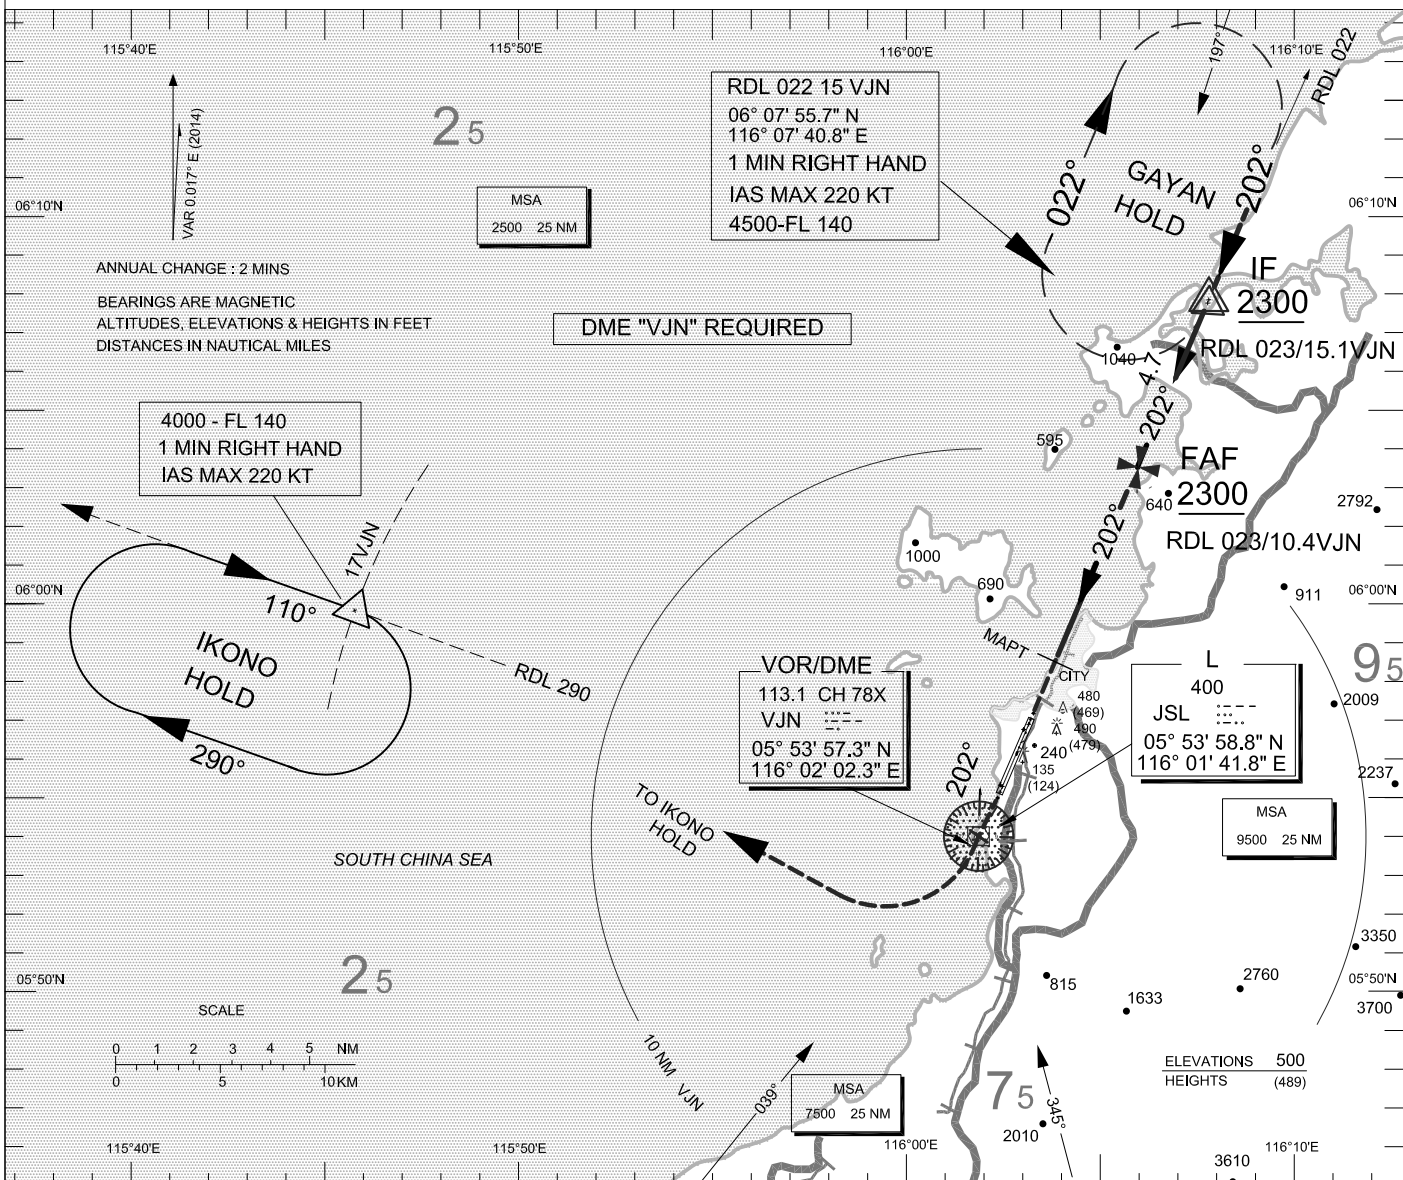 115°40'E
115°50'E
116°00'E
116°10'E
197°
RDL 022
VAR 0.017° E (2014)
25
RDL 022 15 VJN
06° 07' 55.7" N
116° 07' 40.8" E
1 MIN RIGHT HAND
IAS MAX 220 KT
4500-FL 140
022°
GAYAN
HOLD
202°
06°10'N
06°10'N
MSA
2500 25 NM
ANNUAL CHANGE : 2 MINS
BEARINGS ARE MAGNETIC
ALTITUDES, ELEVATIONS & HEIGHTS IN FEET
DISTANCES IN NAUTICAL MILES
DME "VJN" REQUIRED
IF
2300
RDL 023/15.1VJN
1040
4.7
202°
4000 - FL 140
1 MIN RIGHT HAND
IAS MAX 220 KT
595
FAF
2300
640
RDL 023/10.4VJN
2792
202°
17VJN
1000
690
06°00'N
06°00'N
911
110°
IKONO
HOLD
290°
RDL 290
MAPT
CITY
VOR/DME
113.1 CH 78X
VJN
05° 53' 57.3" N
116° 02' 02.3" E
L
400
JSL
05° 53' 58.8" N
116° 01' 41.8" E
95
2009
480
(469)
490
(479)
240
135
(124)
202°
2237
MSA
9500 25 NM
TO IKONO
HOLD
SOUTH CHINA SEA
3350
25
05°50'N
05°50'N
815
1633
2760
3700
SCALE
0 1 2 3 4 5 NM
0 5 10KM
10 NM VJN
039°
MSA
7500 25 NM
75
345°
2010
ELEVATIONS 500
HEIGHTS (489)
115°40'E
115°50'E
116°00'E
116°10'E
3610